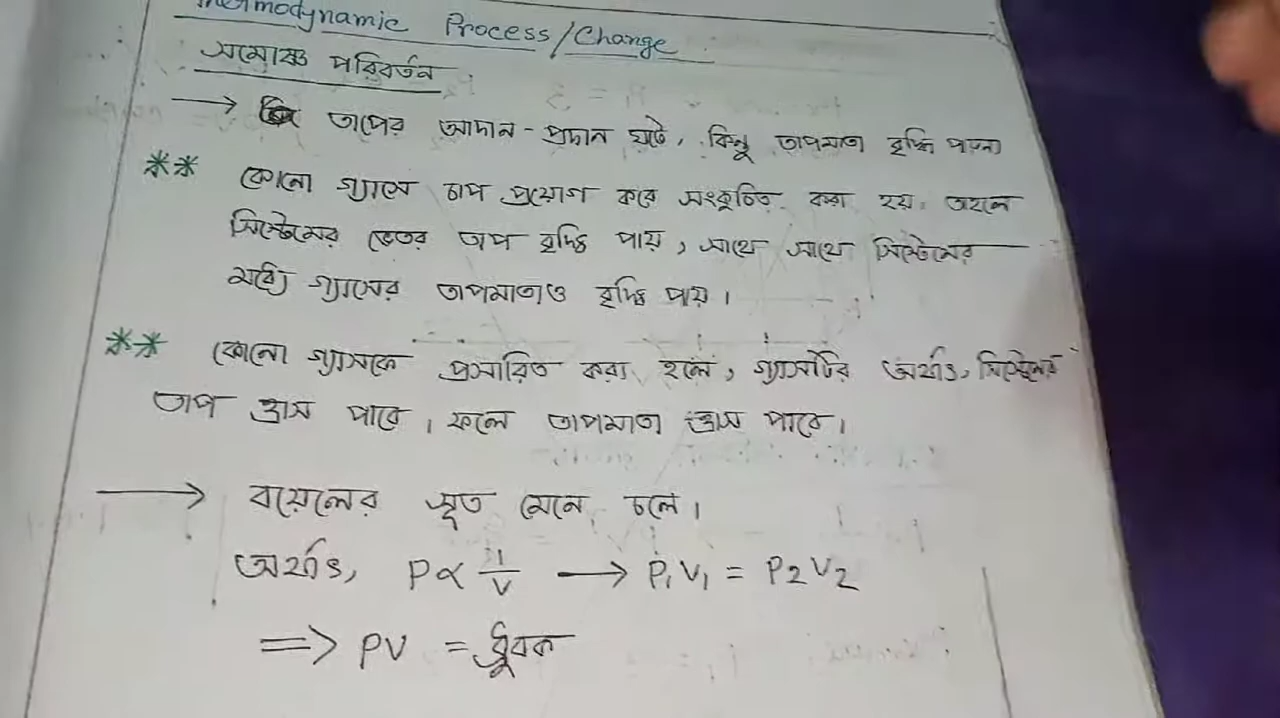 Thermodynamic Process/Change
সমোষ্ণ পরিবর্তন
→ তাপের আদান-প্রদান ঘটে, কিন্তু তাপমাত্রা বৃদ্ধি পায়না
** কোনো গ্যাসে চাপ প্রয়োগ করে সংকুচিত করা হয় তাহলে
সিস্টেমের ভেতর তাপ বৃদ্ধি পায়, সাথে সাথে সিস্টেমের
মধ্যে গ্যাসের তাপমাত্রাও বৃদ্ধি পায়।
** কোনো গ্যাসকে প্রসারিত করা হলে, গ্যাসটির অর্থাৎ, সিস্টেমের
তাপ হ্রাস পাবে, ফলে তাপমাত্রা হ্রাস পাবে।
→ বয়েলের সূত্র মেনে চলে।
অর্থাৎ, P∝ 1/V → P₁V₁ = P₂V₂
=> PV = ধ্রুবক